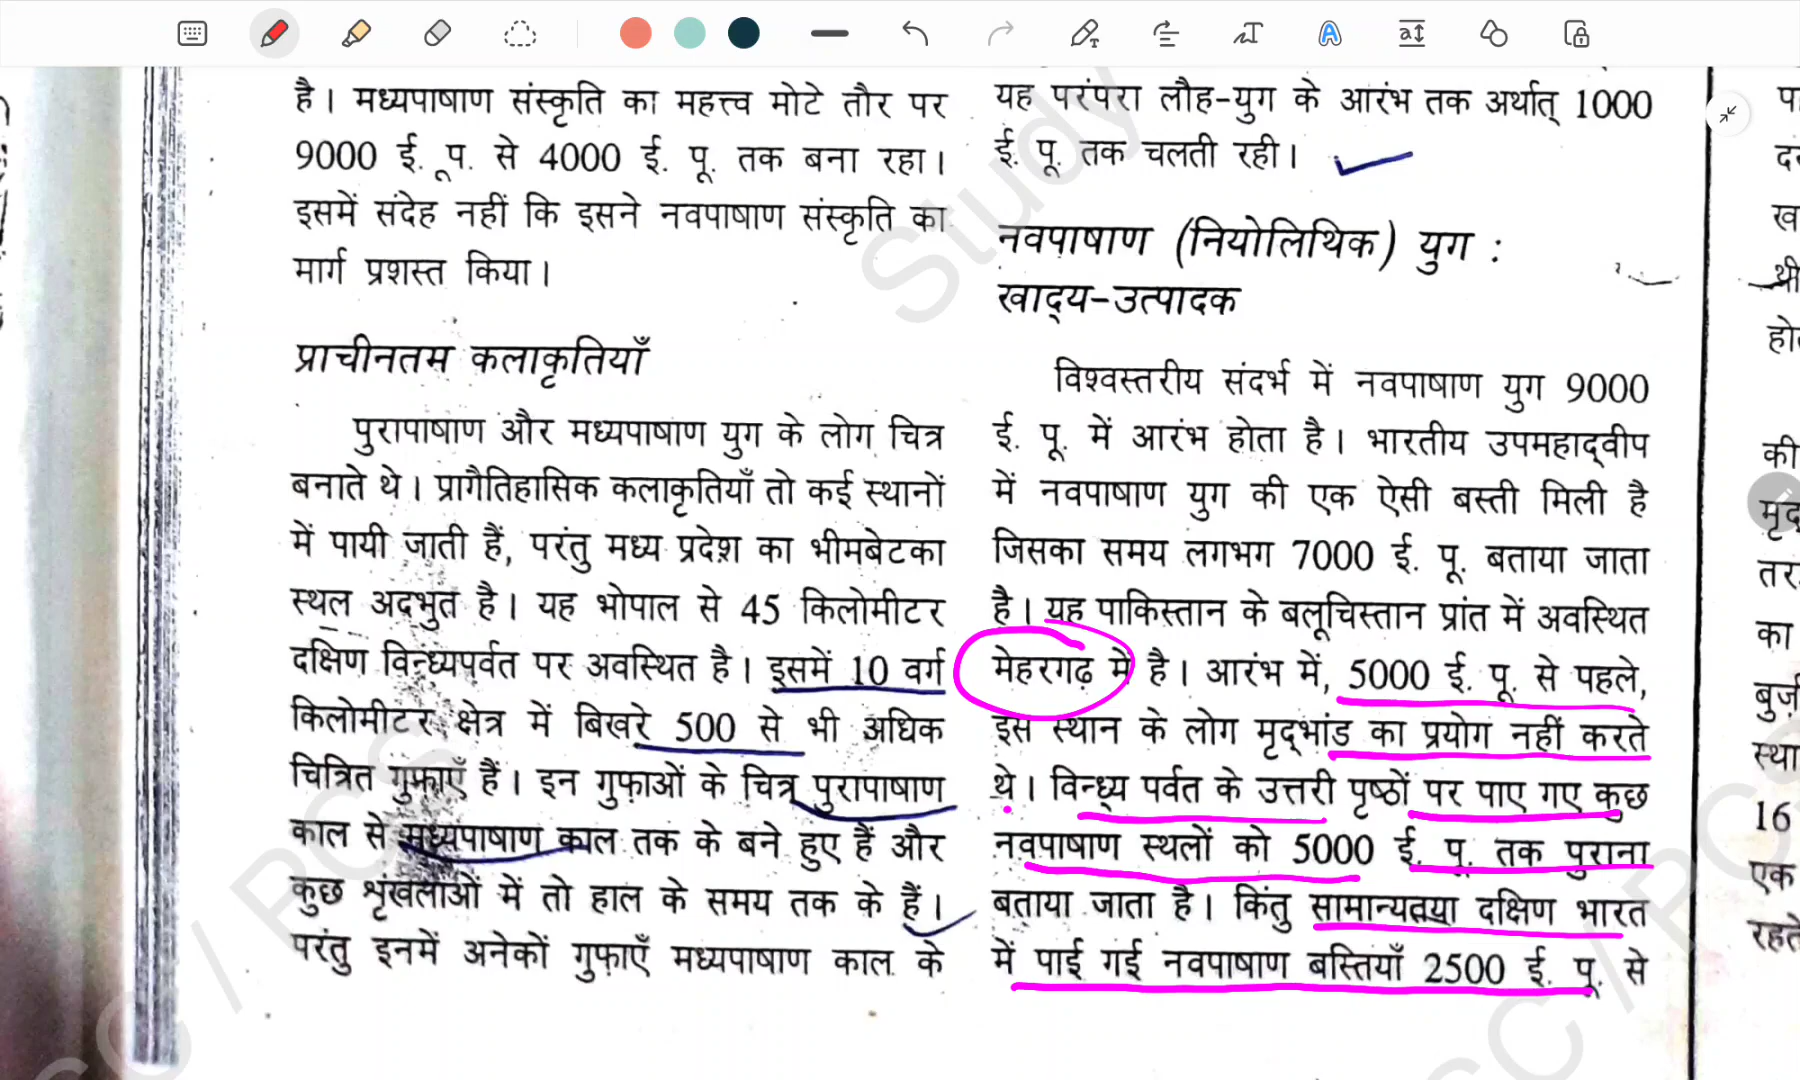 है। मध्यपाषाण संस्कृति का महत्त्व मोटे तौर पर
9000 ई. पू. से 4000 ई. पू. तक बना रहा।
इसमें संदेह नहीं कि इसने नवपाषाण संस्कृति का
मार्ग प्रशस्त किया।
प्राचीनतम कलाकृतियाँ
पुरापाषाण और मध्यपाषाण युग के लोग चित्र
बनाते थे। प्रागैतिहासिक कलाकृतियाँ तो कई स्थानों
में पायी जाती हैं, परंतु मध्य प्रदेश का भीमबेटका
स्थल अद्भुत है। यह भोपाल से 45 किलोमीटर
दक्षिण विन्ध्यपर्वत पर अवस्थित है। इसमें 10 वर्ग
किलोमीटर क्षेत्र में बिखरे 500 से भी अधिक
चित्रित गुफ़ाएँ हैं। इन गुफ़ाओं के चित्र पुरापाषाण
काल से मध्यपाषाण काल तक के बने हुए हैं और
कुछ शृंखलाओं में तो हाल के समय तक के हैं।
परंतु इनमें अनेकों गुफ़ाएँ मध्यपाषाण काल के
यह परंपरा लौह-युग के आरंभ तक अर्थात् 1000
ई. पू. तक चलती रही।
नवपाषाण (नियोलिथिक) युग :
खाद्य-उत्पादक
विश्वस्तरीय संदर्भ में नवपाषाण युग 9000
ई. पू. में आरंभ होता है। भारतीय उपमहाद्वीप
में नवपाषाण युग की एक ऐसी बस्ती मिली है
जिसका समय लगभग 7000 ई. पू. बताया जाता
है। यह पाकिस्तान के बलूचिस्तान प्रांत में अवस्थित
मेहरगढ़ में है। आरंभ में, 5000 ई. पू. से पहले,
इस स्थान के लोग मृद्भांड का प्रयोग नहीं करते
थे। विन्ध्य पर्वत के उत्तरी पृष्ठों पर पाए गए कुछ
नवपाषाण स्थलों को 5000 ई. पू. तक पुराना
बताया जाता है। किंतु सामान्यतया दक्षिण भारत
में पाई गई नवपाषाण बस्तियाँ 2500 ई. पू. से
की
तर
का
स्था
16
एक
रहते
Study